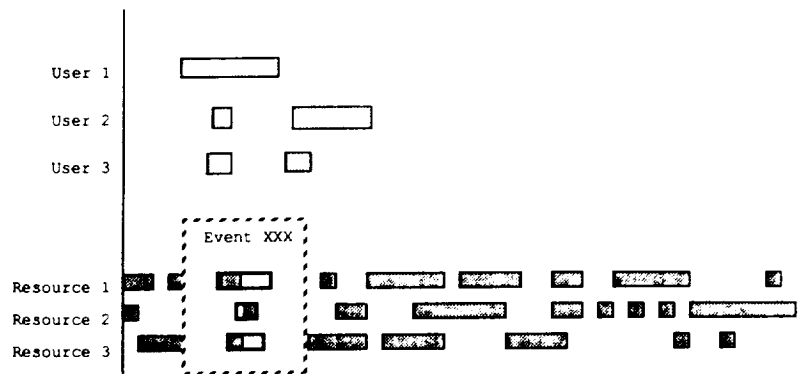 User 1
User 2
User 3
Event XXX
Resource 1
Resource 2
Resource 3